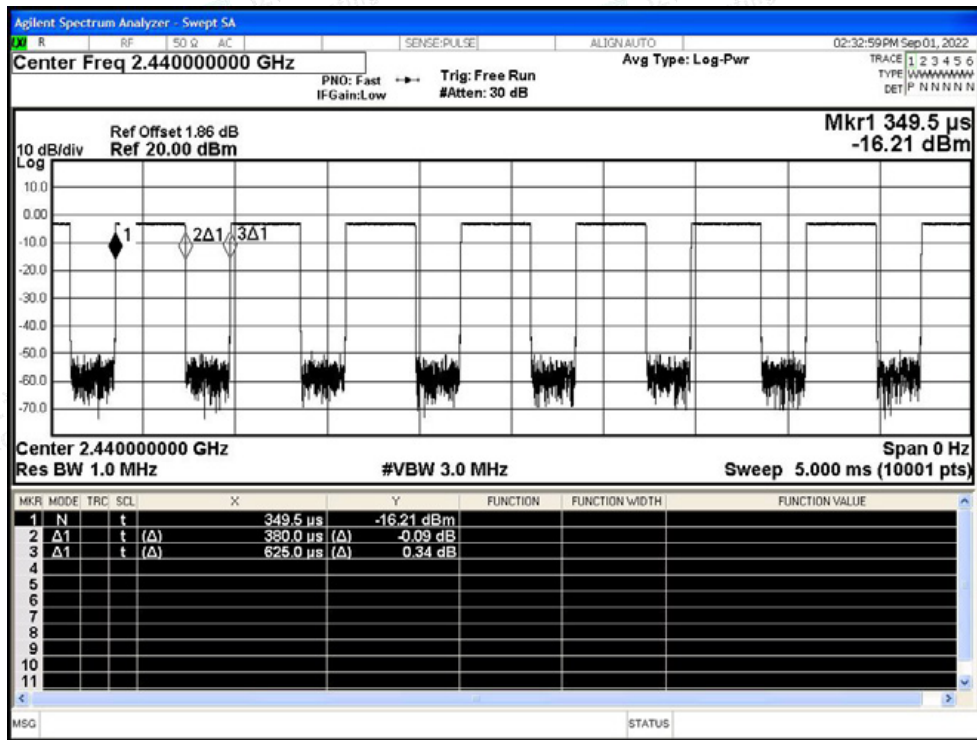 Agilent Spectrum Analyzer - Swept SA
LXI R RF 50 Ω AC SENSE:PULSE ALIGNAUTO 02:32:59PM Sep 01, 2022
Center Freq 2.440000000 GHz Avg Type: Log-Pwr TRACE 1 2 3 4 5 6
PNO: Fast Trig: Free Run TYPE WWWWWW
IFGain:Low #Atten: 30 dB DET P N N N N N
Mkr1 349.5 µs
Ref Offset 1.86 dB
10 dB/div Ref 20.00 dBm -16.21 dBm
Log
10.0
0.00
1 2Δ1 3Δ1
-10.0
-20.0
-30.0
-40.0
-50.0
-60.0
-70.0
Center 2.440000000 GHz Span 0 Hz
Res BW 1.0 MHz #VBW 3.0 MHz Sweep 5.000 ms (10001 pts)
MKR MODE TRC SCL X Y FUNCTION FUNCTION WIDTH FUNCTION VALUE
1 N t 349.5 µs -16.21 dBm
2 Δ1 t (Δ) 380.0 µs (Δ) -0.09 dB
3 Δ1 t (Δ) 625.0 µs (Δ) 0.34 dB
4
5
6
7
8
9
10
11
MSG STATUS